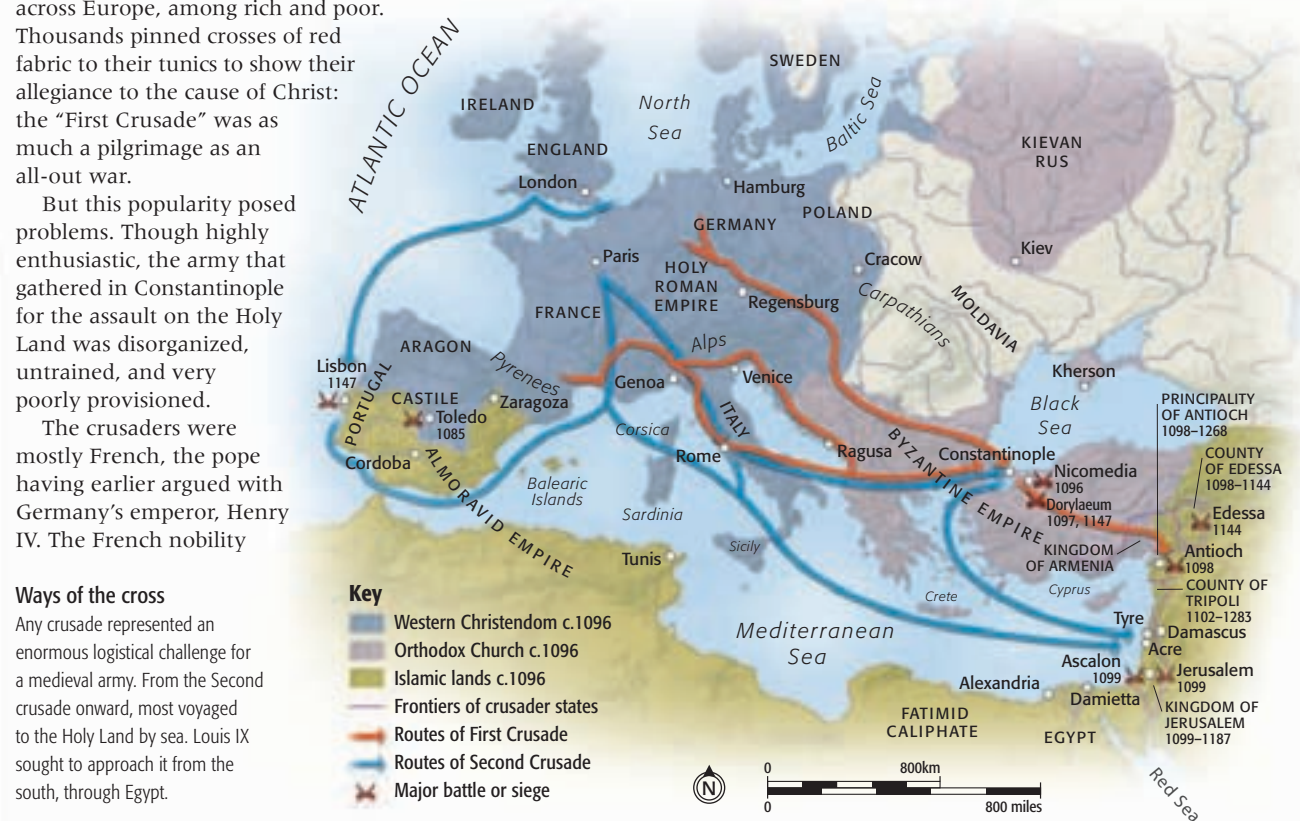 across Europe, among rich and poor.
Thousands pinned crosses of red
fabric to their tunics to show their
allegiance to the cause of Christ:
the “First Crusade” was as
much a pilgrimage as an
all-out war.
But this popularity posed
problems. Though highly
enthusiastic, the army that
gathered in Constantinople
for the assault on the Holy
Land was disorganized,
untrained, and very
poorly provisioned.
The crusaders were
mostly French, the pope
having earlier argued with
Germany’s emperor, Henry
IV. The French nobility
Ways of the cross
Any crusade represented an
enormous logistical challenge for
a medieval army. From the Second
crusade onward, most voyaged
to the Holy Land by sea. Louis IX
sought to approach it from the
south, through Egypt.
ATLANTIC OCEAN
IRELAND
North
Sea
SWEDEN
Baltic Sea
ENGLAND
London
Hamburg
KIEVAN
RUS
GERMANY
POLAND
Kiev
Paris
HOLY
ROMAN
EMPIRE
Cracow
Regensburg
Carpathians
MOLDAVIA
FRANCE
Alps
ARAGON
Pyrenees
Lisbon
1147
PORTUGAL
CASTILE
Toledo
1085
Zaragoza
Genoa
Venice
Kherson
Black
Sea
Corsica
ITALY
Cordoba
ALMORAVID EMPIRE
Balearic
Islands
Rome
Ragusa
BYZANTINE EMPIRE
Constantinople
Nicomedia
1096
Dorylaeum
1097, 1147
PRINCIPALITY
OF ANTIOCH
1098–1268
COUNTY
OF EDESSA
1098–1144
Edessa
1144
Sardinia
Tunis
Sicily
KINGDOM
OF ARMENIA
Antioch
1098
Crete
Cyprus
COUNTY OF
TRIPOLI
1102–1283
Mediterranean
Sea
Tyre
Damascus
Acre
Ascalon
1099
Jerusalem
1099
Alexandria
Damietta
KINGDOM OF
JERUSALEM
1099–1187
FATIMID
CALIPHATE
EGYPT
Red Sea
Key
Western Christendom c.1096
Orthodox Church c.1096
Islamic lands c.1096
Frontiers of crusader states
Routes of First Crusade
Routes of Second Crusade
Major battle or siege
N
0 800km
0 800 miles